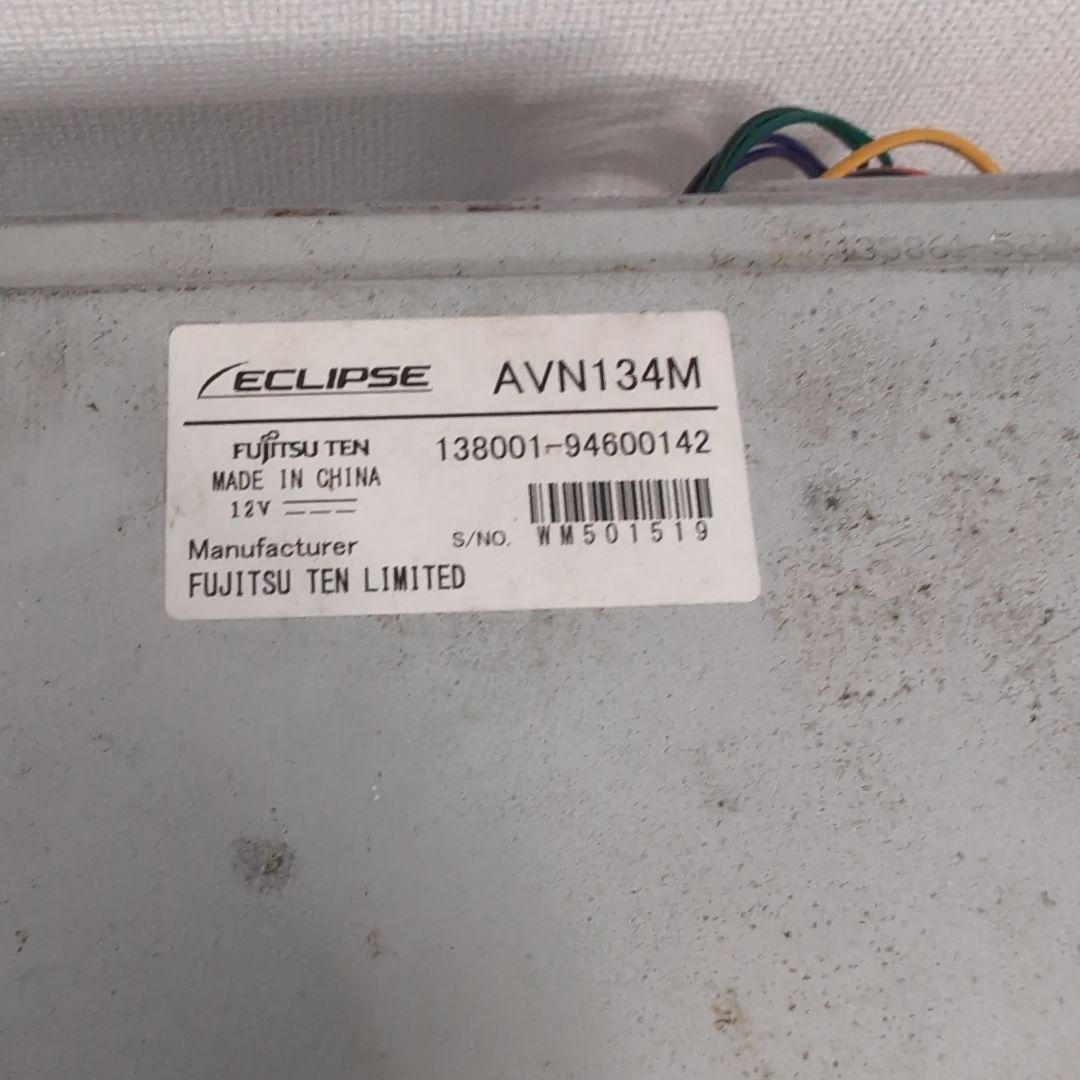 ECLIPSE AVN134M
FUJITSU TEN 138001-94600142
MADE IN CHINA
12V
S/NO. WM501519
Manufacturer
FUJITSU TEN LIMITED